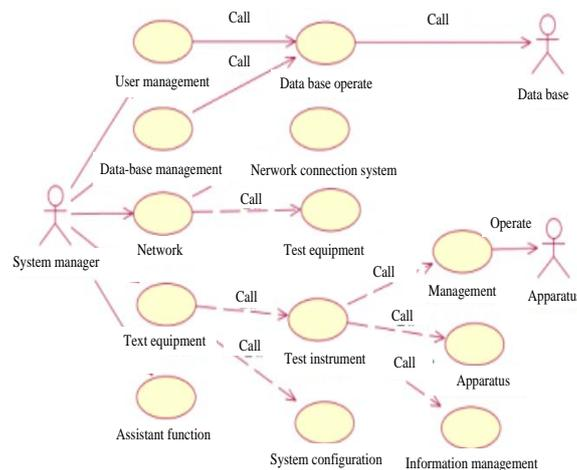 Call
Call
User management
Call
Data base operate
Data base
Data-base management
Nerwork connection system
Call
Network
Test equipment
Operate
System manager
Call
Management
Apparatu
Call
Call
Text equipment
Call
Test instrument
Call
Apparatus
Assistant function
System configuration
Information management